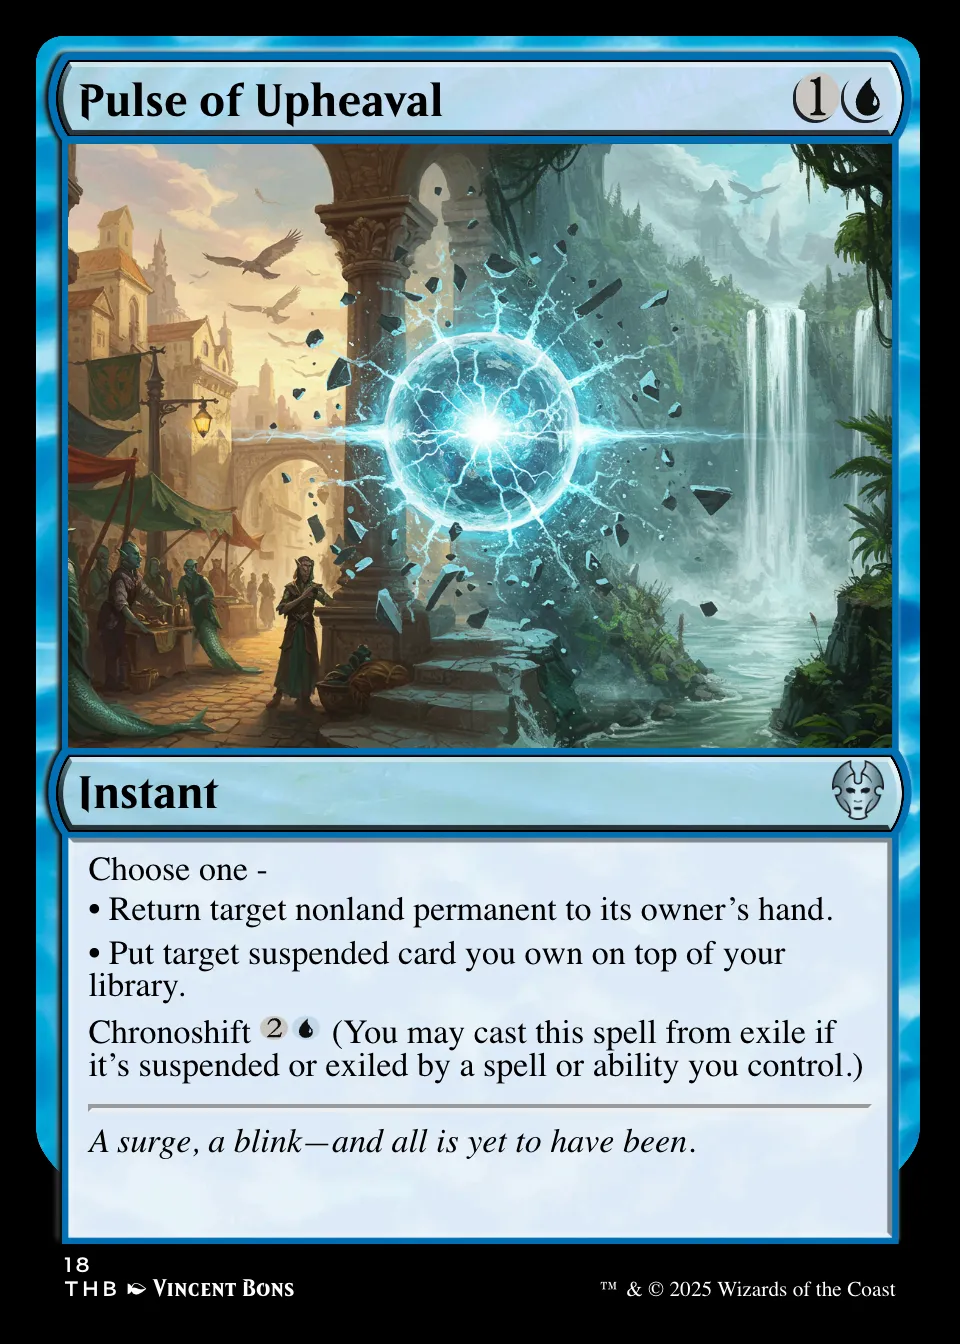 Pulse of Upheaval 1
Instant
Choose one -
• Return target nonland permanent to its owner’s hand.
• Put target suspended card you own on top of your
library.
Chronoshift 2 (You may cast this spell from exile if
it’s suspended or exiled by a spell or ability you control.)
A surge, a blink—and all is yet to have been.
18
THB VINCENT BONS
™ & © 2025 Wizards of the Coast